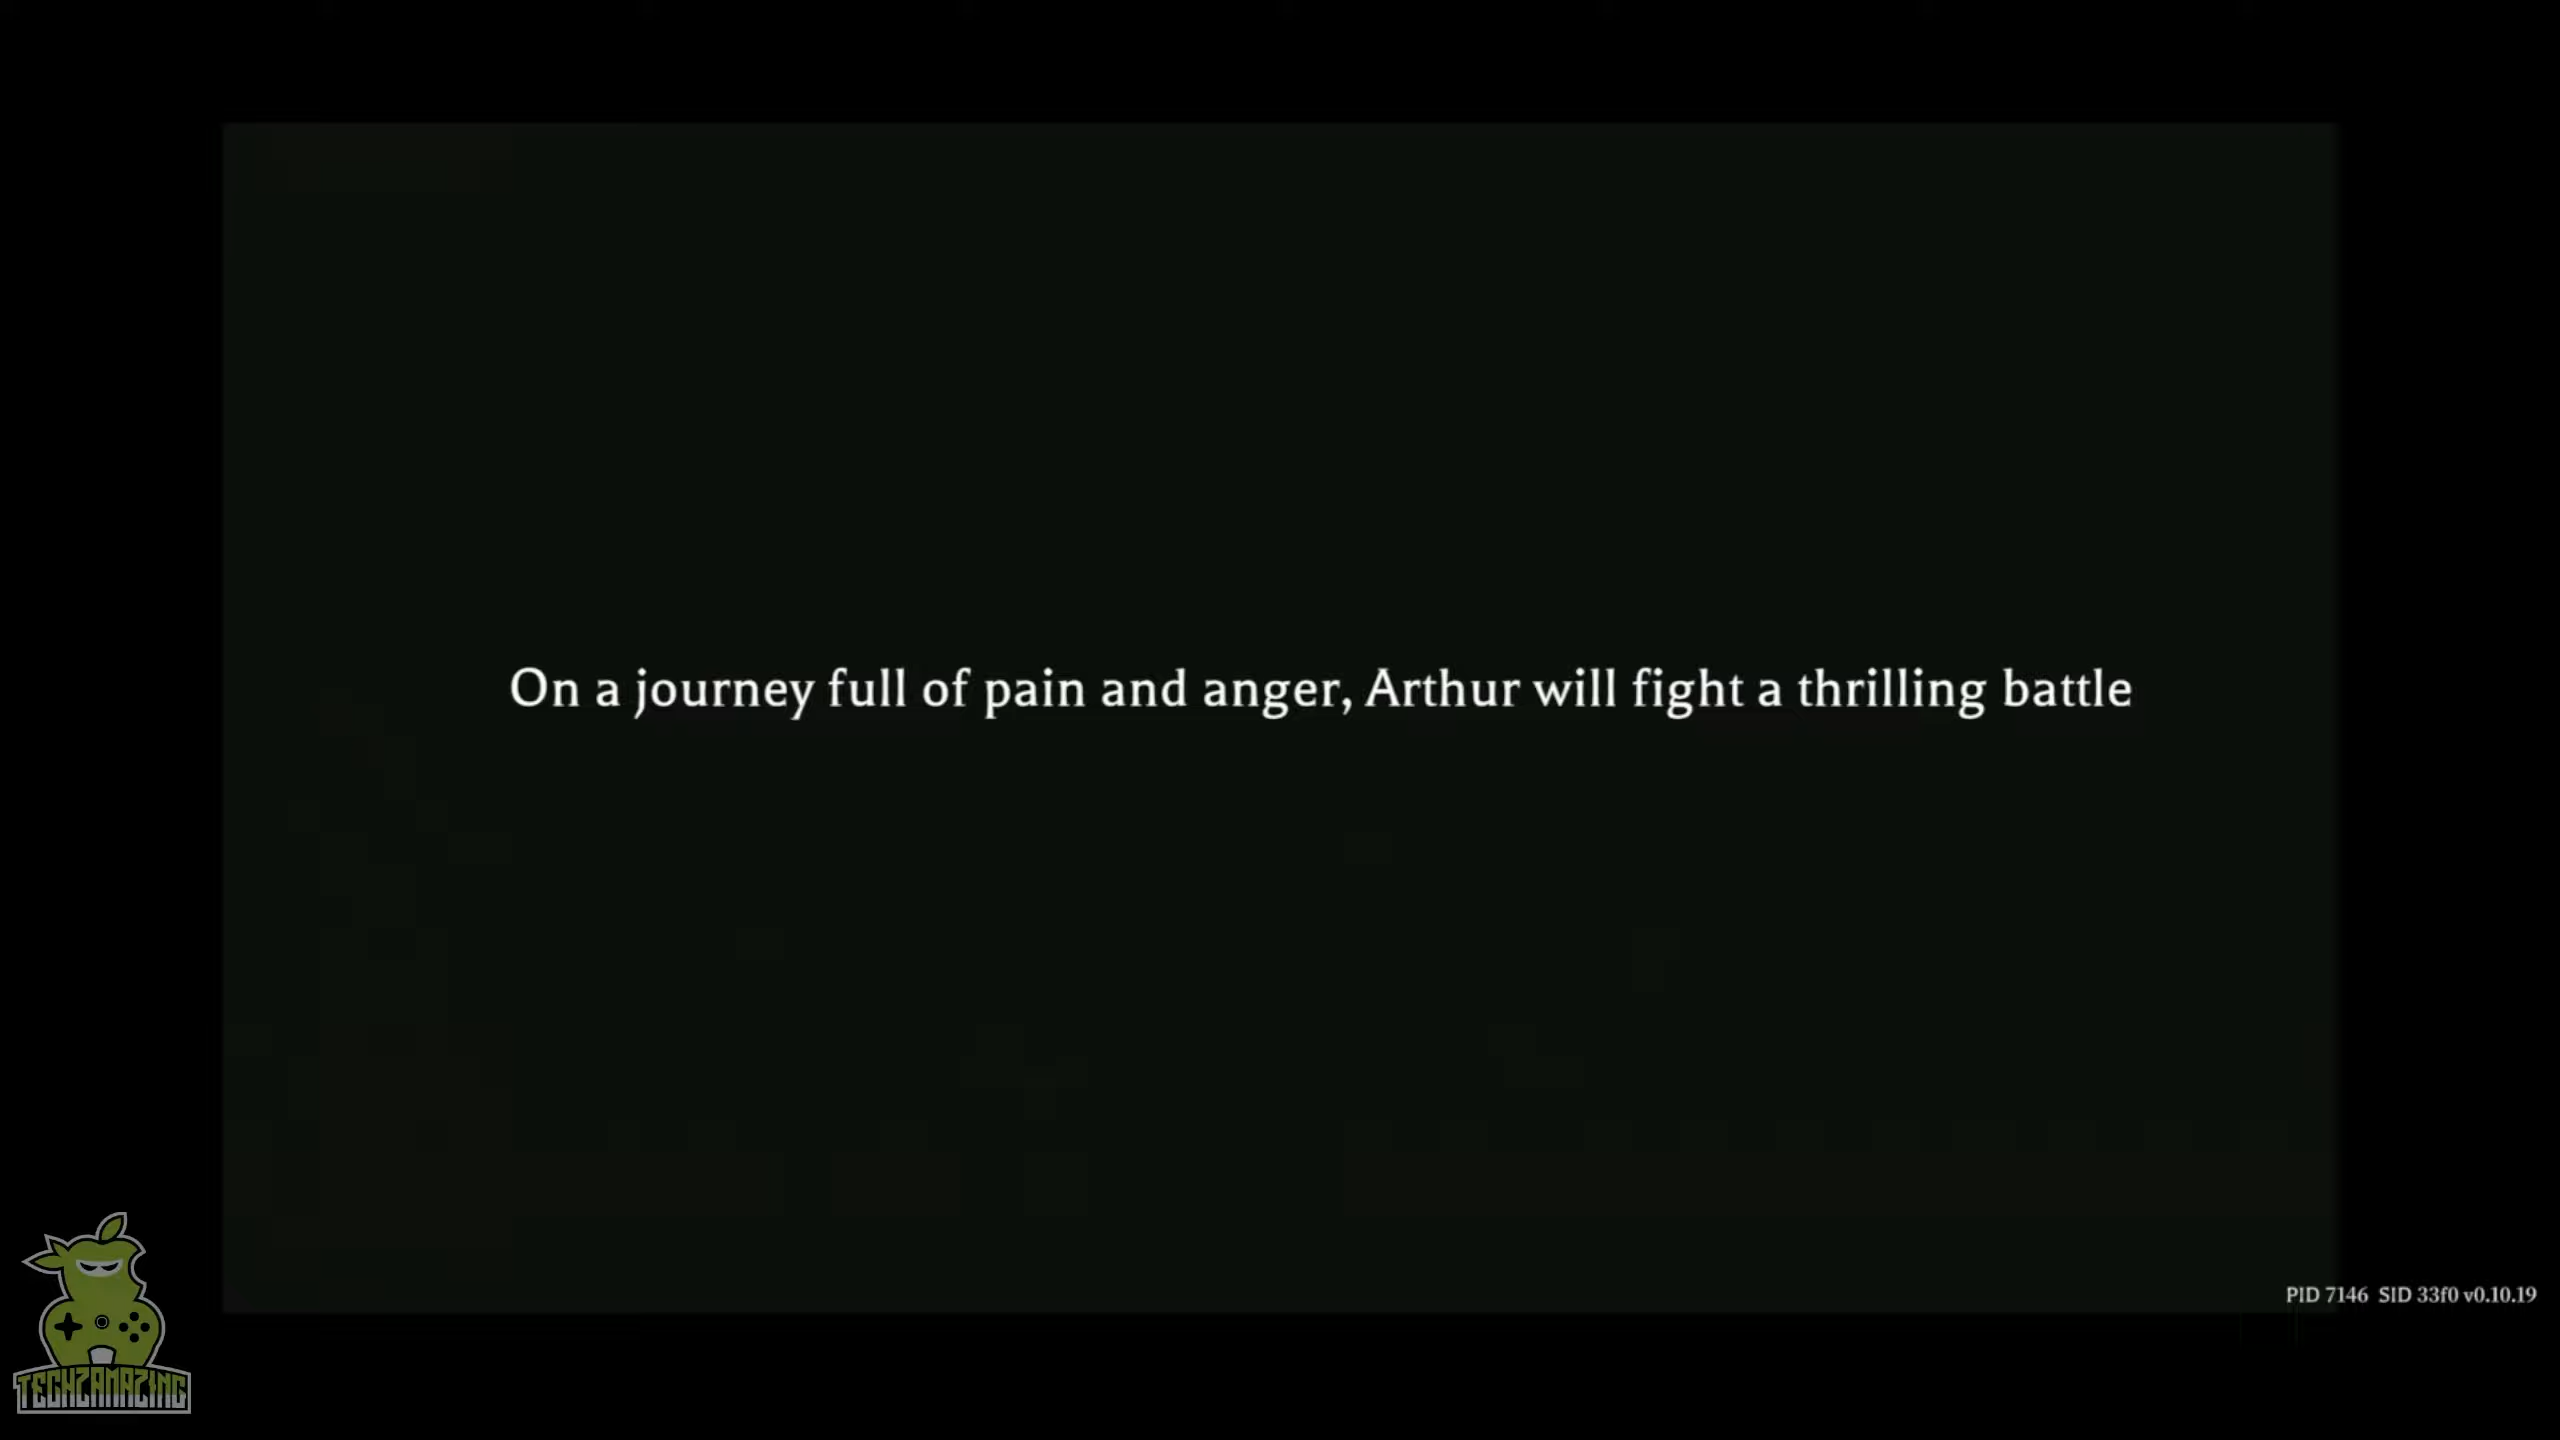 On a journey full of pain and anger, Arthur will fight a thrilling battle
PID 7146 SID 33f0 v0.10.19
TECHZAMAZING